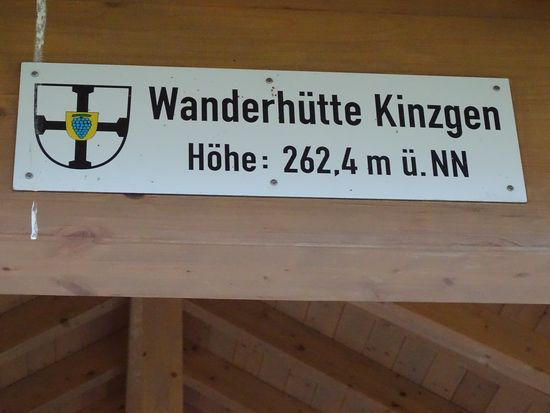 Wanderhütte Kinzgen
Höhe: 262,4 m ü. NN